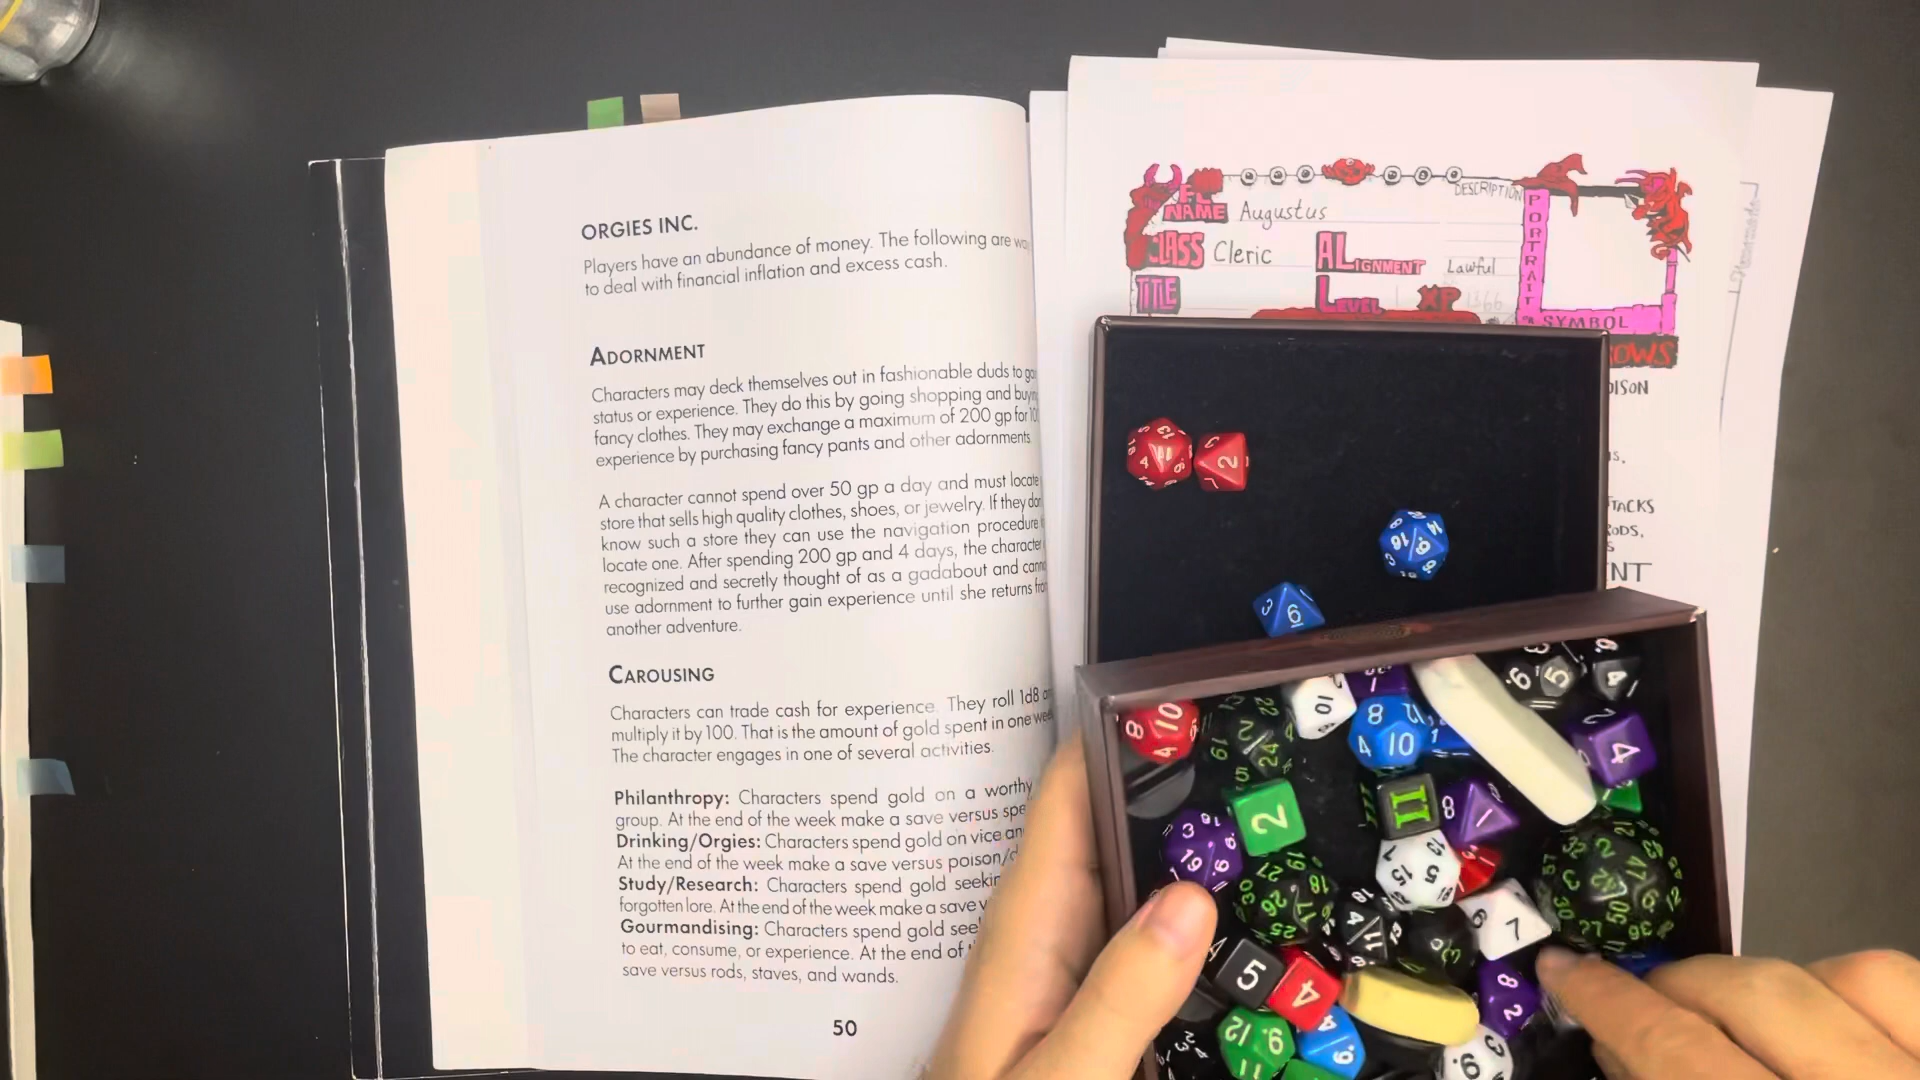 ORGIES INC.
Players have an abundance of money. The following are
to deal with financial inflation and excess cash.
ADORNMENT
Characters may deck themselves out in fashionable duds to
status or experience. They do this by going shopping and
fancy clothes. They may exchange a maximum of 200 gp for
experience by purchasing fancy pants and other adornments
A character cannot spend over 50 gp a day and must locate
store that sells high quality clothes, shoes, or jewelry. If they
know such a store they can use the navigation procedure
locate one. After spending 200 gp and 4 days, the character
recognized and secretly thought of as a gadabout and
use adornment to further gain experience until she returns
another adventure.
CAROUSING
Characters can trade cash for experience. They roll 1d8
multiply it by 100. That is the amount of gold spent in one
The character engages in one of several activities.
Philanthropy: Characters spend gold on a worthy
group. At the end of the week make a save versus
Drinking/Orgies: Characters spend gold on vice
At the end of the week make a save versus poison/
Study/Research: Characters spend gold
forgotten lore. At the end of the week make a save
Gourmandising: Characters spend gold
to eat, consume, or experience. At the end of
save versus rods, staves, and wands.
50
NAME Augustus
DESCRIPTION
CLASS Cleric ALIGNMENT Lawful
TITLE LEVEL 1 XP 1366
PORTRAIT
SYMBOL